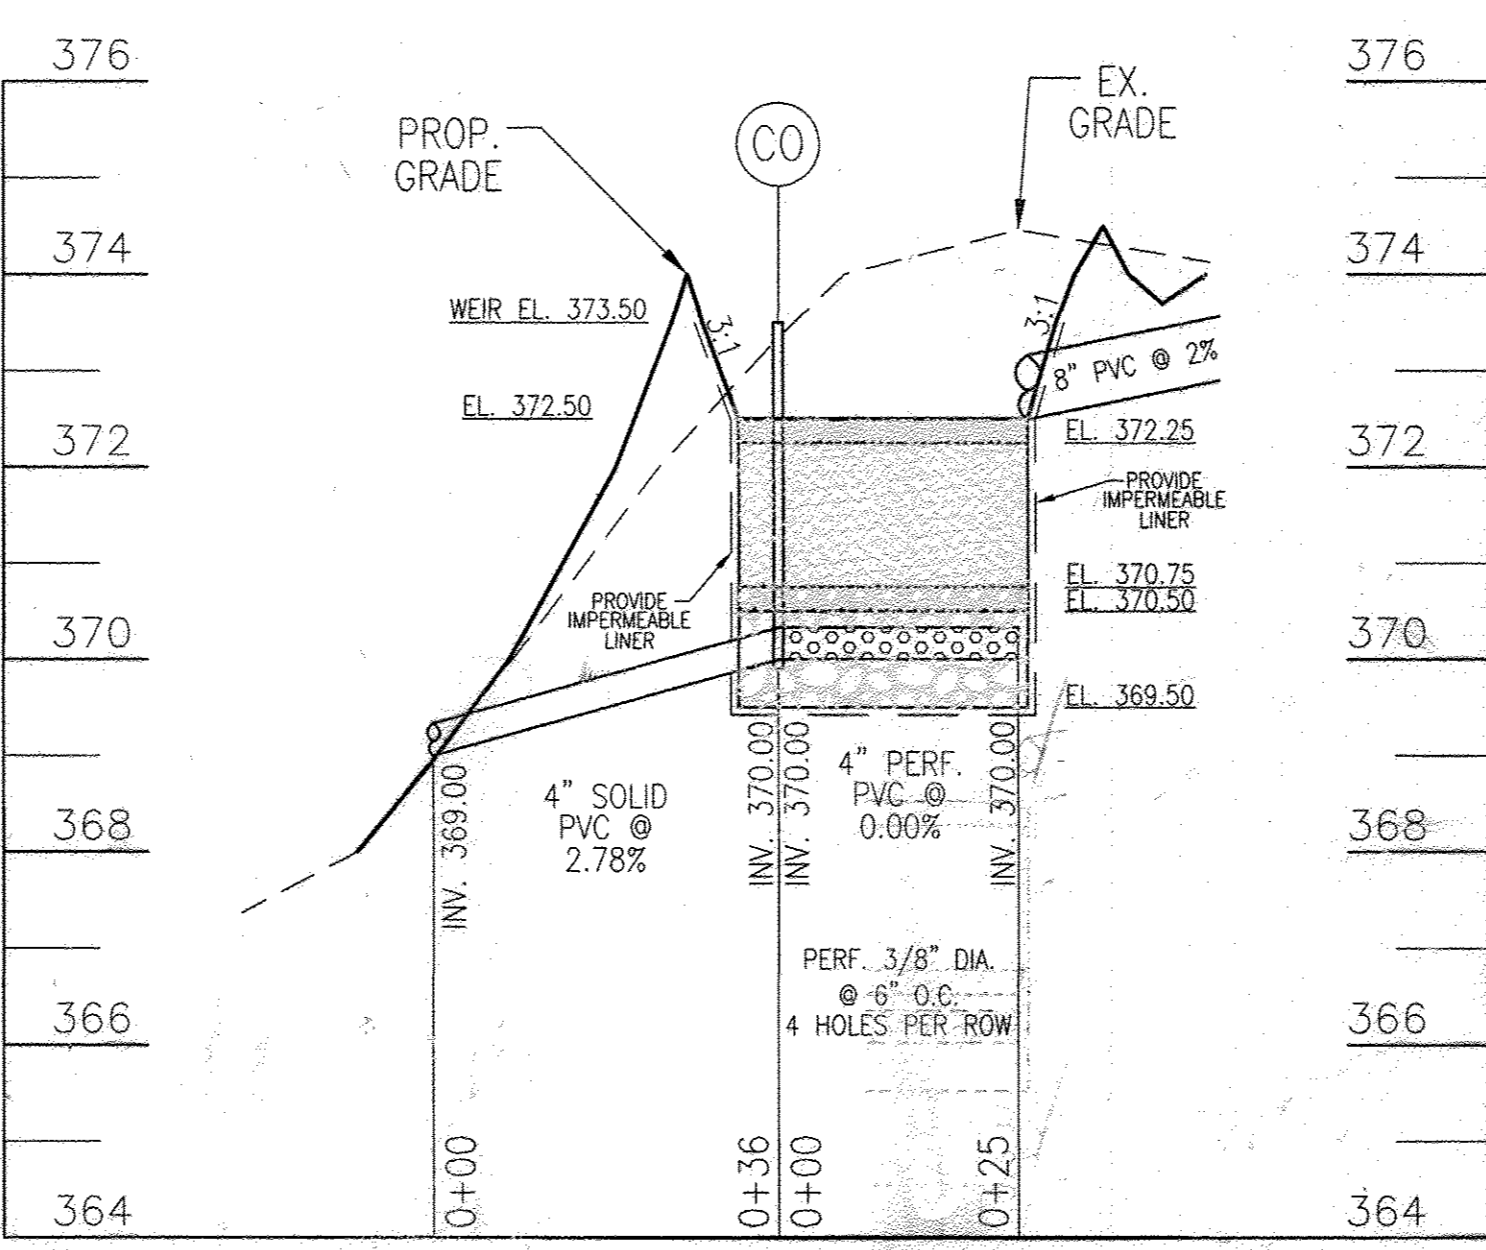 376
376
EX.
GRADE
PROP.
GRADE
CO
374
374
WEIR EL. 373.50
3:1
3:1
8" PVC @ 2%
EL. 372.50
EL. 372.25
372
372
PROVIDE
IMPERMEABLE
LINER
EL. 370.75
EL. 370.50
PROVIDE
IMPERMEABLE
LINER
370
370
EL. 369.50
INV. 369.00
4" SOLID
PVC @
2.78%
INV. 370.00
INV. 370.00
4" PERF.
PVC @
0.00%
INV. 370.00
368
368
PERF. 3/8" DIA.
@ 6" O.C.
4 HOLES PER ROW
366
366
0+00
0+36
0+00
0+25
364
364